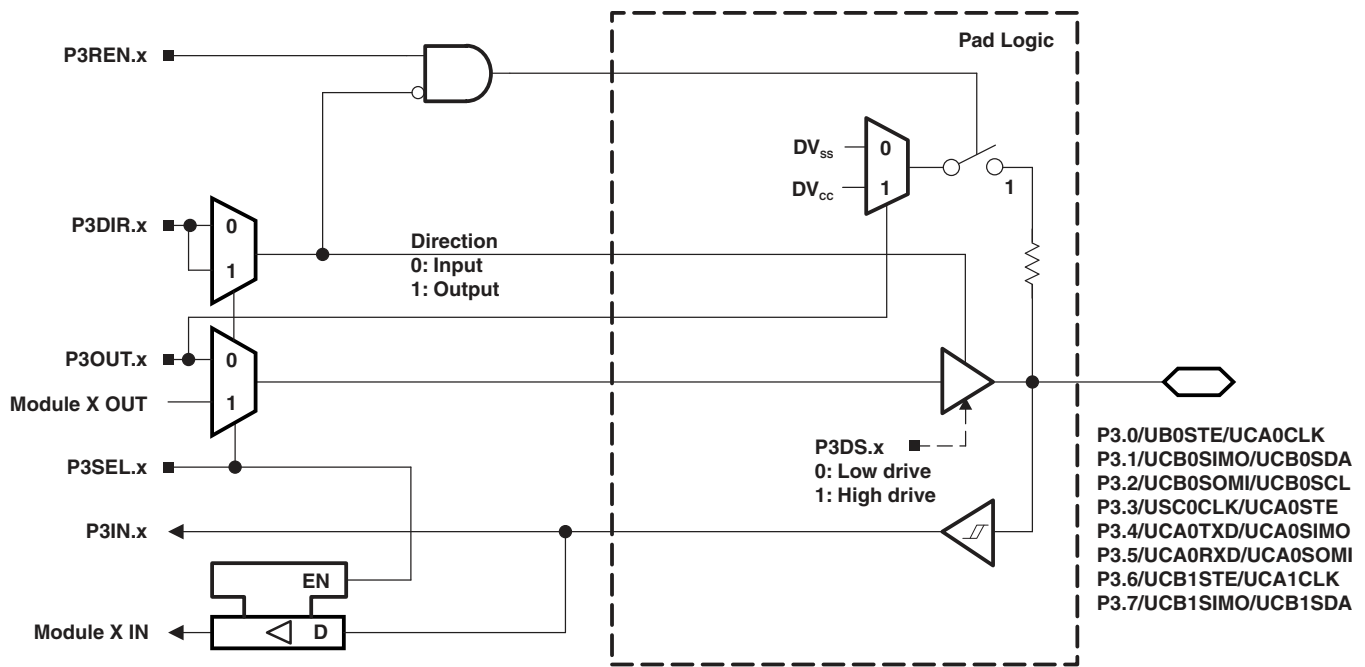 Pad Logic
P3REN.x
DVss
0
DVcc
1
1
P3DIR.x
0
1
Direction
0: Input
1: Output
P3OUT.x
0
Module X OUT
1
P3DS.x
0: Low drive
1: High drive
P3SEL.x
P3IN.x
EN
Module X IN
D
P3.0/UB0STE/UCA0CLK
P3.1/UCB0SIMO/UCB0SDA
P3.2/UCB0SOMI/UCB0SCL
P3.3/USC0CLK/UCA0STE
P3.4/UCA0TXD/UCA0SIMO
P3.5/UCA0RXD/UCA0SOMI
P3.6/UCB1STE/UCA1CLK
P3.7/UCB1SIMO/UCB1SDA